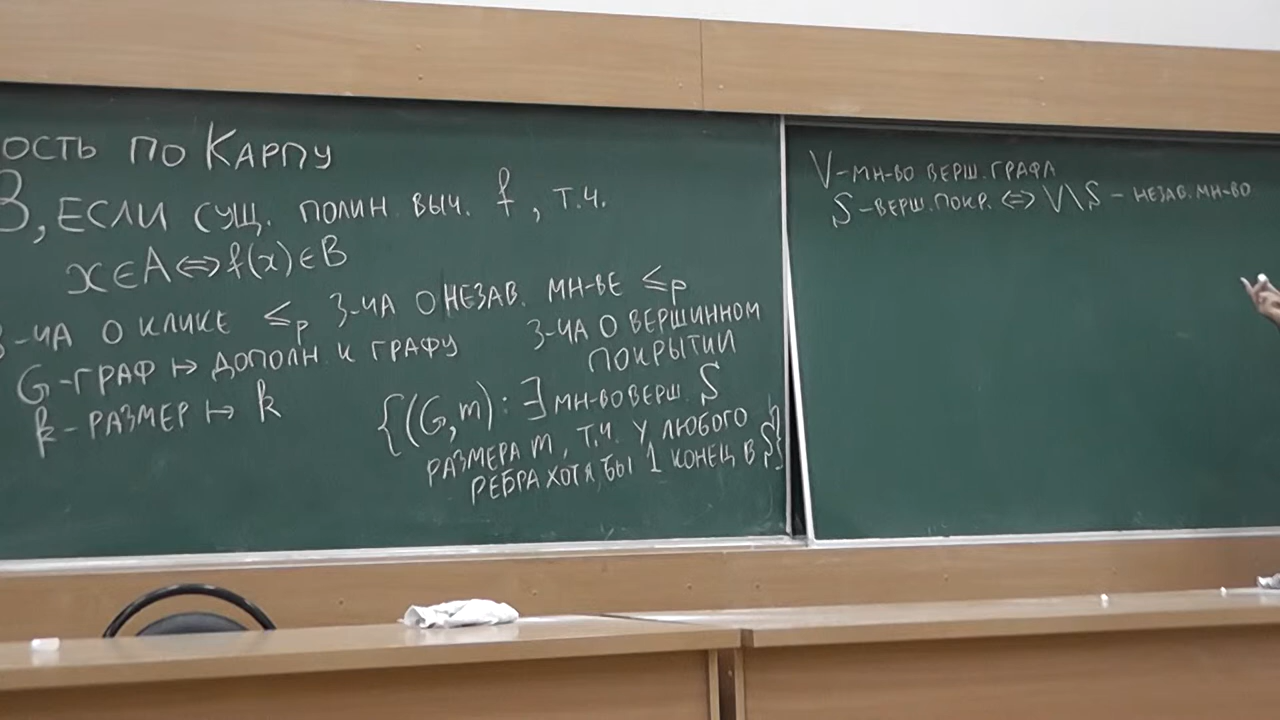 ость по Карпу
B, если сущ. полин. выч. f, т.ч.
x∈A⇔f(x)∈B
з-ча о клике ≤p з-ча о незав. мн-ве ≤p
з-ча о вершинном
покрытии
G-граф ↦ дополн. к графу
k-размер ↦ k
{(G,m): ∃ мн-во верш. S
размера m, т.ч. у любого
ребра хотя бы 1 конец в S}
V-мн-во верш. графа
S-верш. покр. ⇔ V\S - незав. мн-во